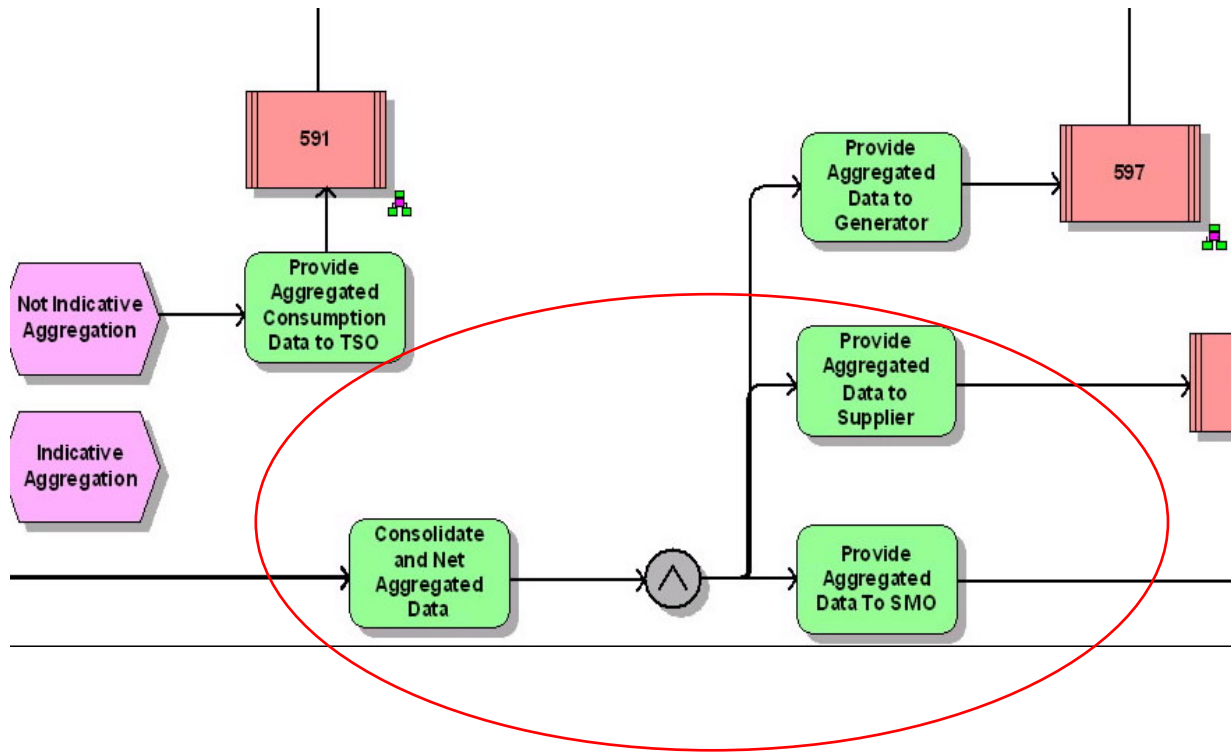 591
Provide
Aggregated
Data to
Generator
597
Not Indicative
Aggregation
Provide
Aggregated
Consumption
Data to TSO
Provide
Aggregated
Data to
Supplier
Indicative
Aggregation
Consolidate
and Net
Aggregated
Data
Provide
Aggregated
Data To SMO